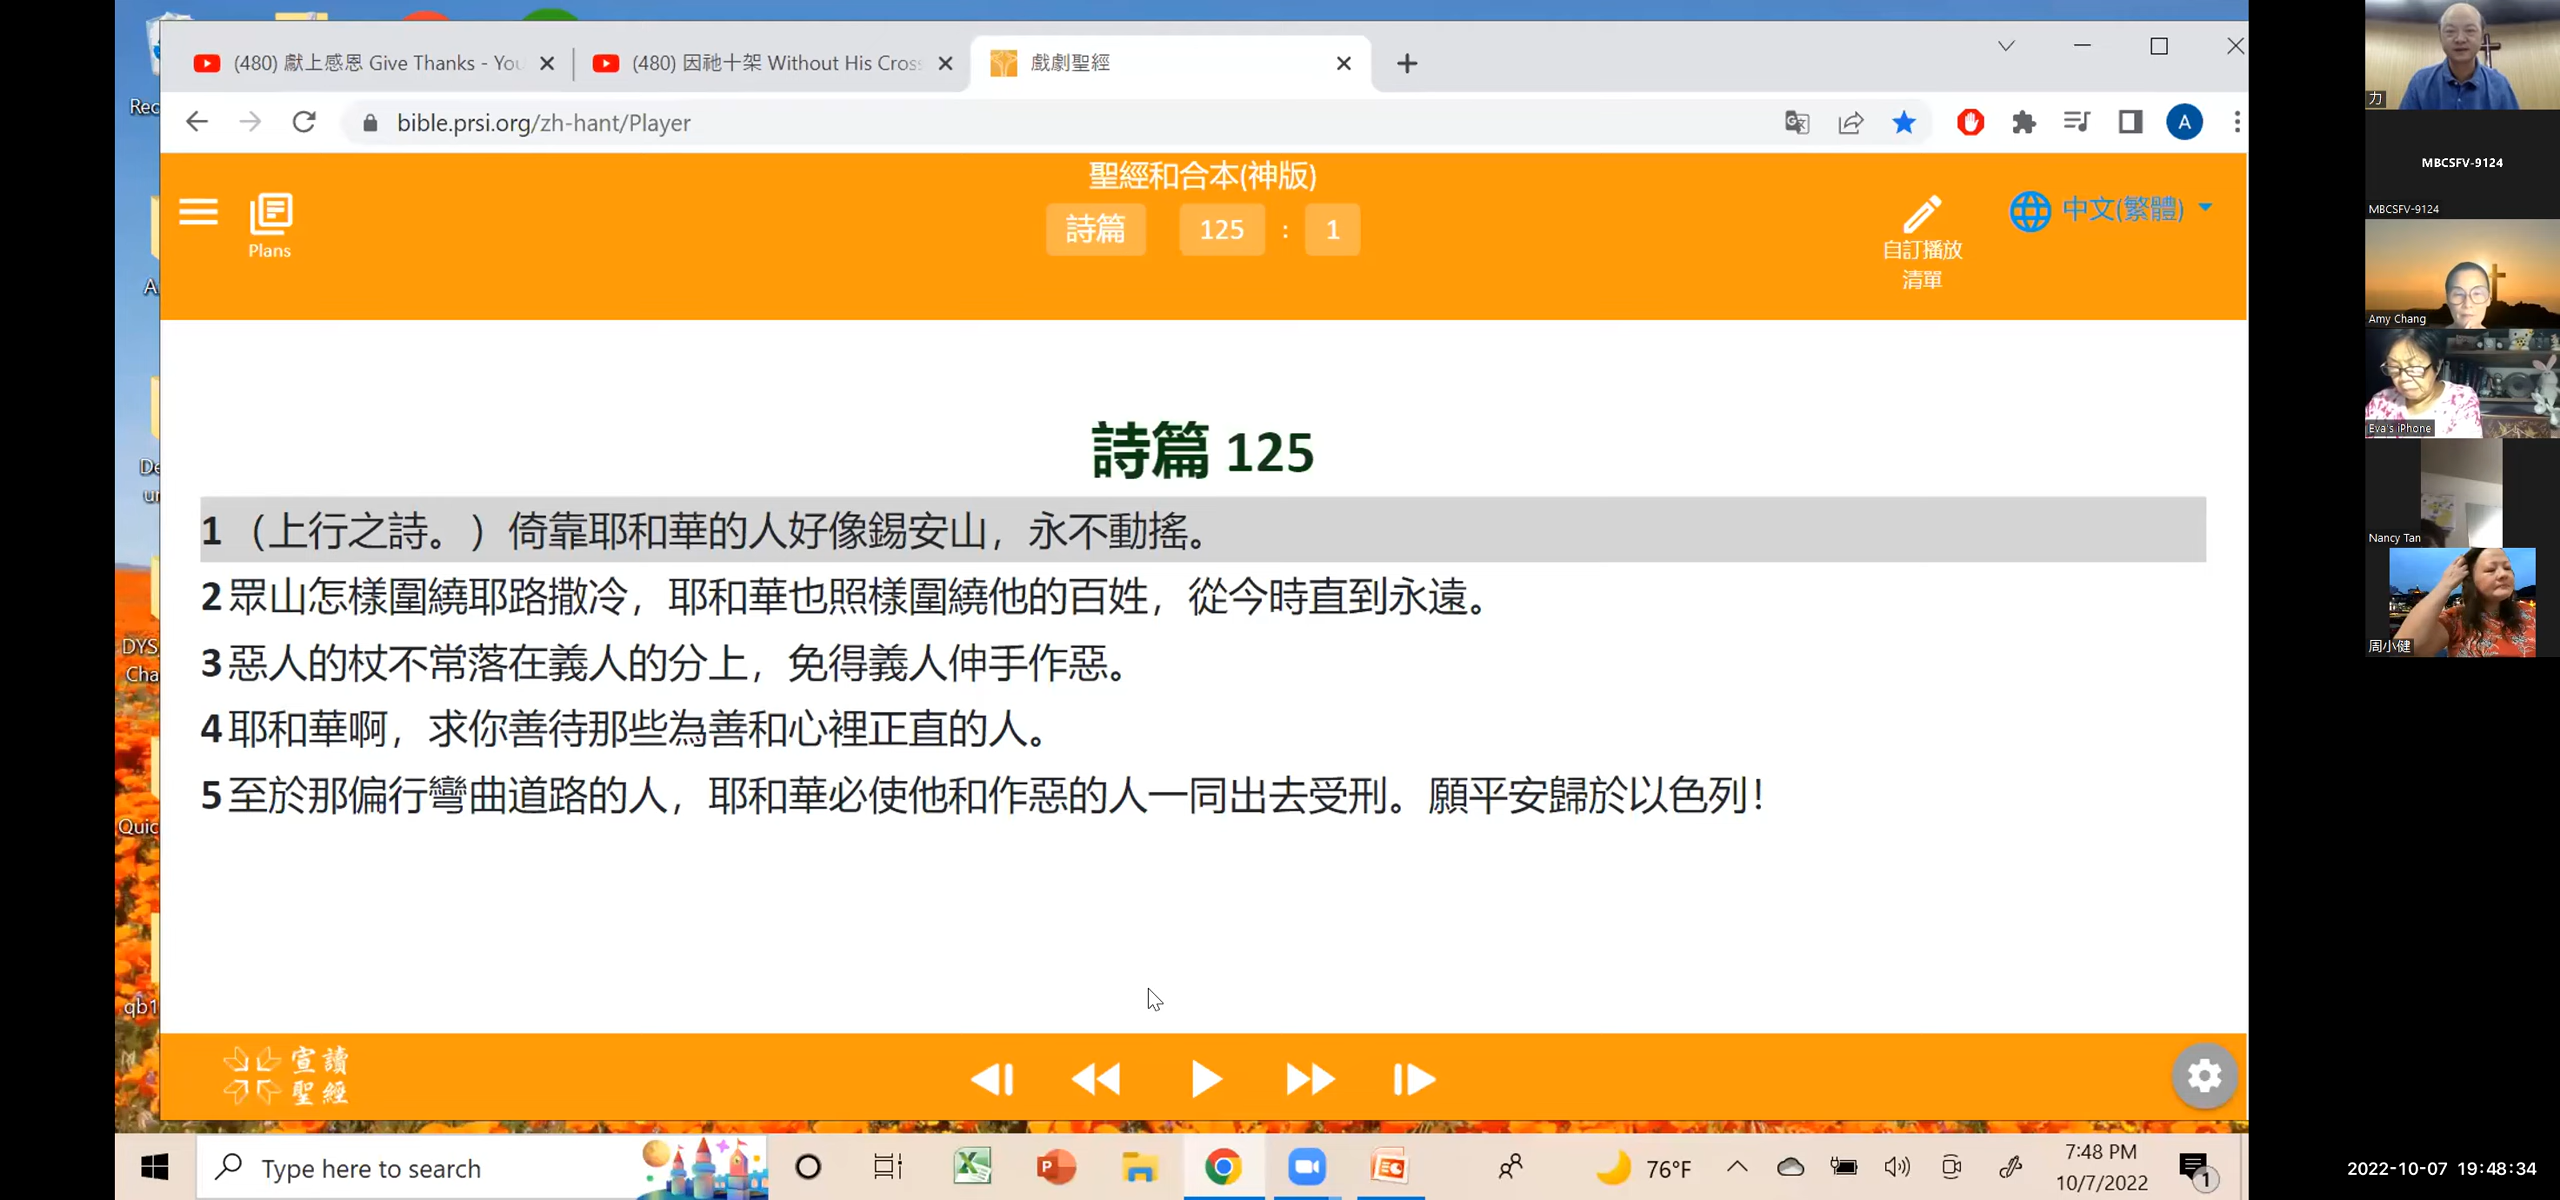 (480) 獻上感恩 Give Thanks - You
(480) 因祂十架 Without His Cross
戲劇聖經
bible.prsi.org/zh-hant/Player
A
聖經和合本(神版)
詩篇 125 : 1
Plans
自訂播放
清單
中文(繁體)
詩篇 125
1（上行之詩。）倚靠耶和華的人好像錫安山，永不動搖。
2 眾山怎樣圍繞耶路撒冷，耶和華也照樣圍繞他的百姓，從今時直到永遠。
3 惡人的杖不常落在義人的分上，免得義人伸手作惡。
4 耶和華啊，求你善待那些為善和心裡正直的人。
5 至於那偏行彎曲道路的人，耶和華必使他和作惡的人一同出去受刑。願平安歸於以色列！
宣讀
聖經
Rec
A
De
ur
DYS
Cha
Quic
qb1
Type here to search
76°F
7:48 PM
10/7/2022
1
力
MBCSFV-9124
MBCSFV-9124
Amy Chang
Eva's iPhone
Nancy Tan
周小健
2022-10-07 19:48:34